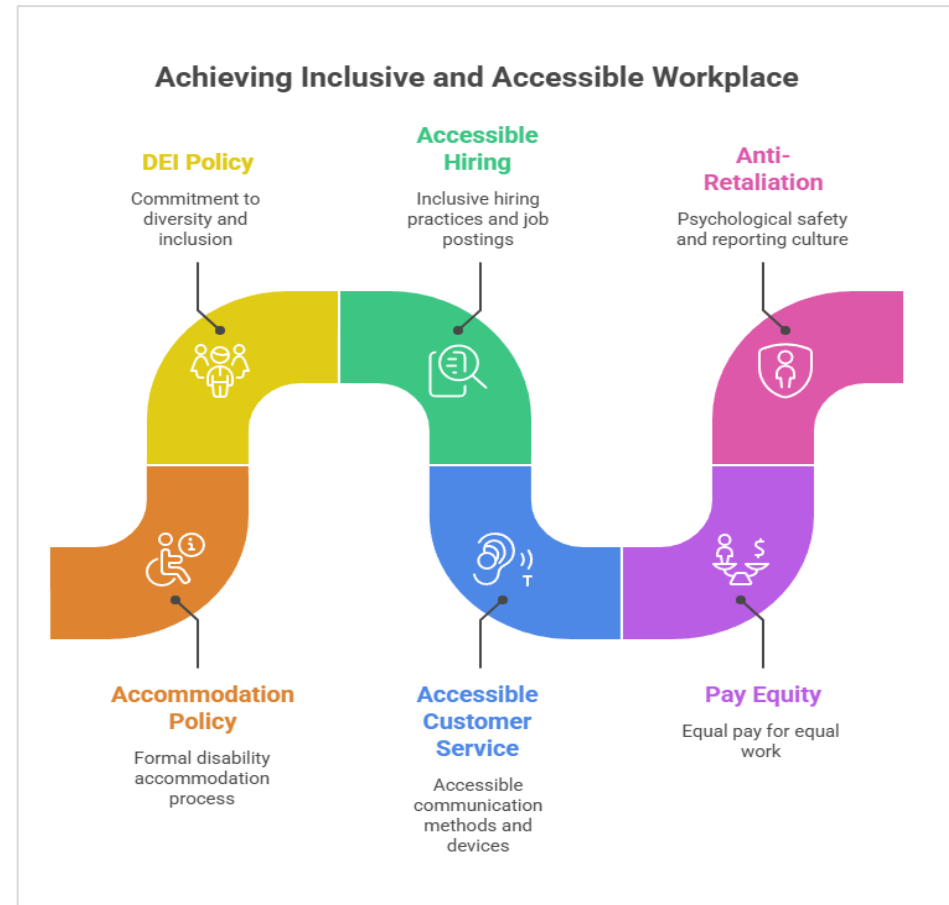 Achieving Inclusive and Accessible Workplace
DEI Policy
Commitment to
diversity and
inclusion
Accessible
Hiring
Inclusive hiring
practices and job
postings
Anti-
Retaliation
Psychological safety
and reporting culture
i
T
$
Accommodation
Policy
Formal disability
accommodation
process
Accessible
Customer
Service
Accessible
communication
methods and
devices
Pay Equity
Equal pay for equal
work